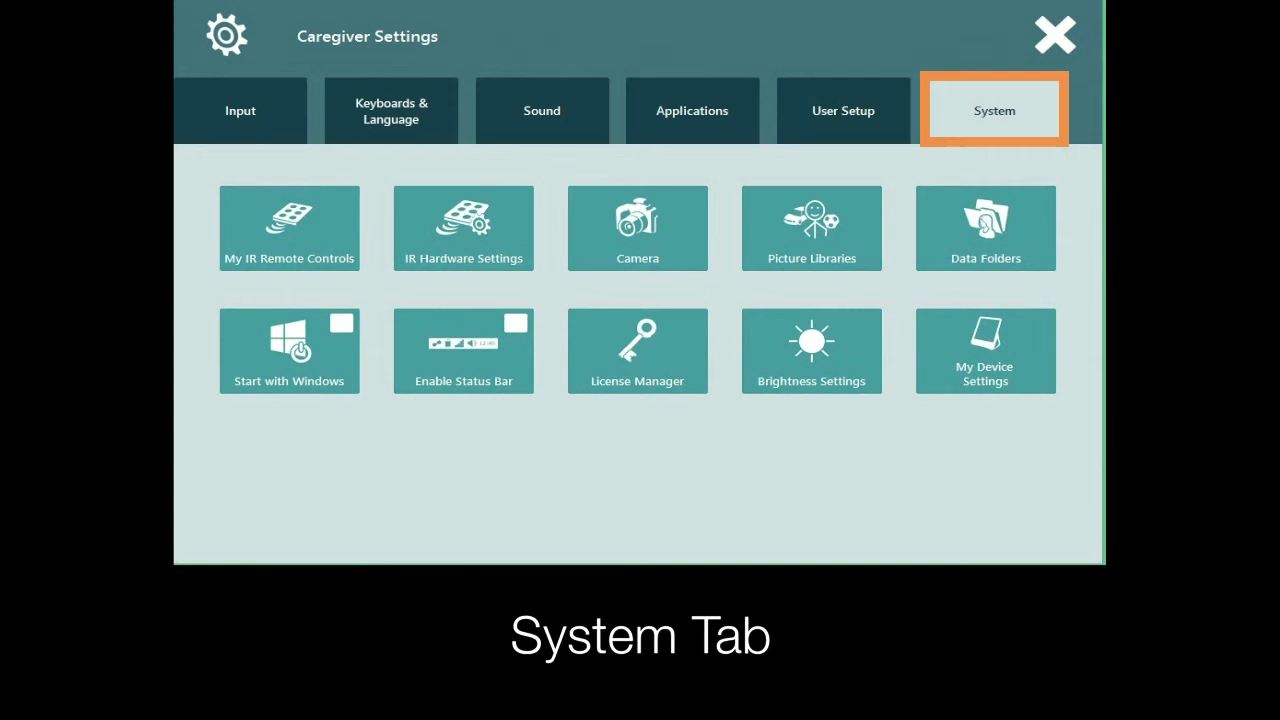 Caregiver Settings
Input
Keyboards &
Language
Sound
Applications
User Setup
System
My IR Remote Controls
IR Hardware Settings
Camera
Picture Libraries
Data Folders
Start with Windows
Enable Status Bar
License Manager
Brightness Settings
My Device
Settings
System Tab